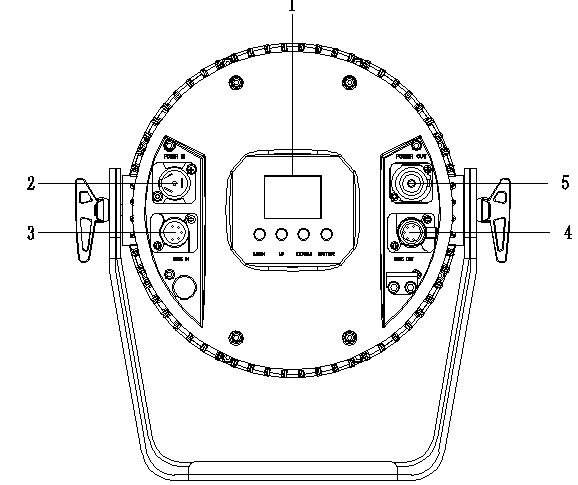 1
POWER IN
POWER OUT
2
5
3
4
MENU
UP
DOWN
ENTER
DMX IN
DMX OUT